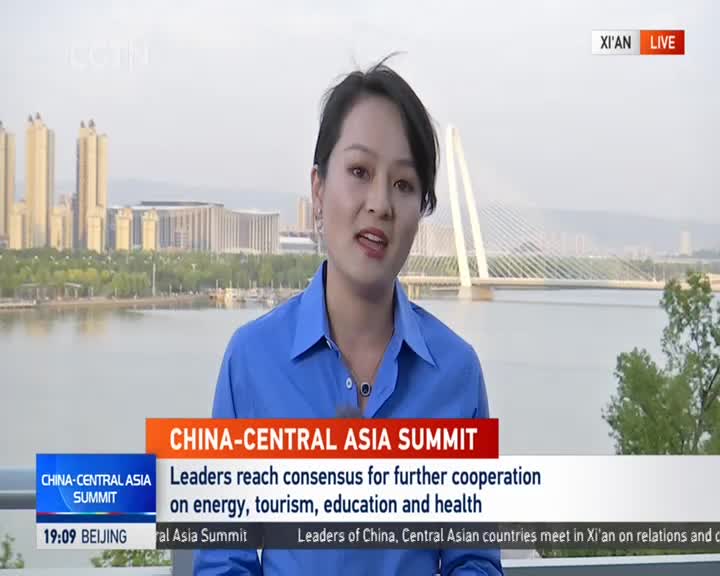 CGTN
XI'AN LIVE
CHINA-CENTRAL ASIA SUMMIT
Leaders reach consensus for further cooperation
on energy, tourism, education and health
CHINA-CENTRAL ASIA
SUMMIT
19:09 BEIJING
ral Asia Summit Leaders of China, Central Asian countries meet in Xi'an on relations and